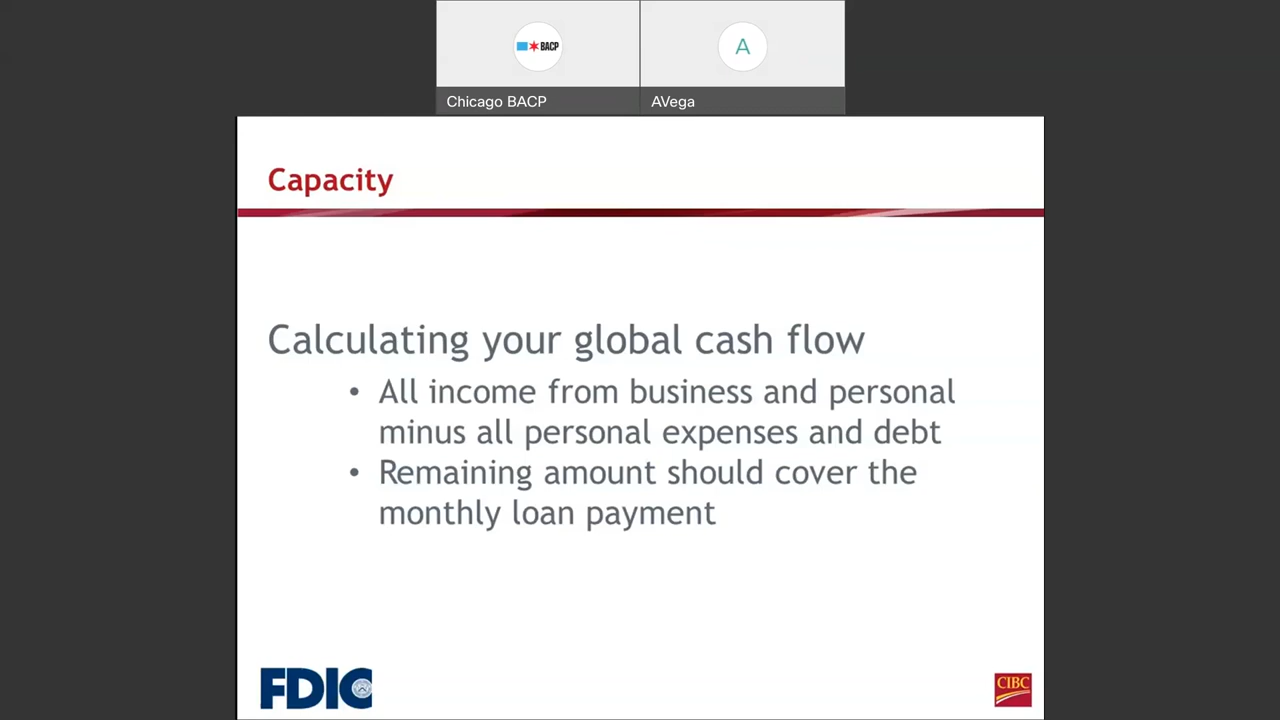 BACP
A
Chicago BACP
AVega
Capacity
Calculating your global cash flow
• All income from business and personal
minus all personal expenses and debt
• Remaining amount should cover the
monthly loan payment
FDIC
CIBC